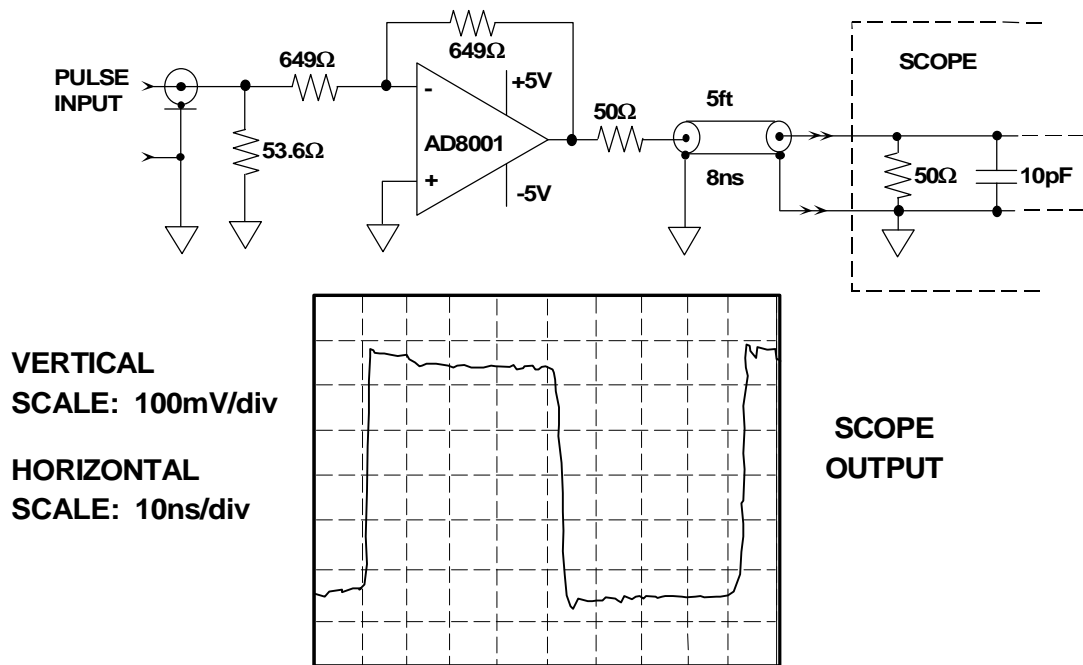 649Ω
649Ω
SCOPE
PULSE
INPUT
-
+5V
50Ω
5ft
53.6Ω
AD8001
+
-5V
8ns
50Ω
10pF
VERTICAL
SCALE: 100mV/div
HORIZONTAL
SCALE: 10ns/div
SCOPE
OUTPUT